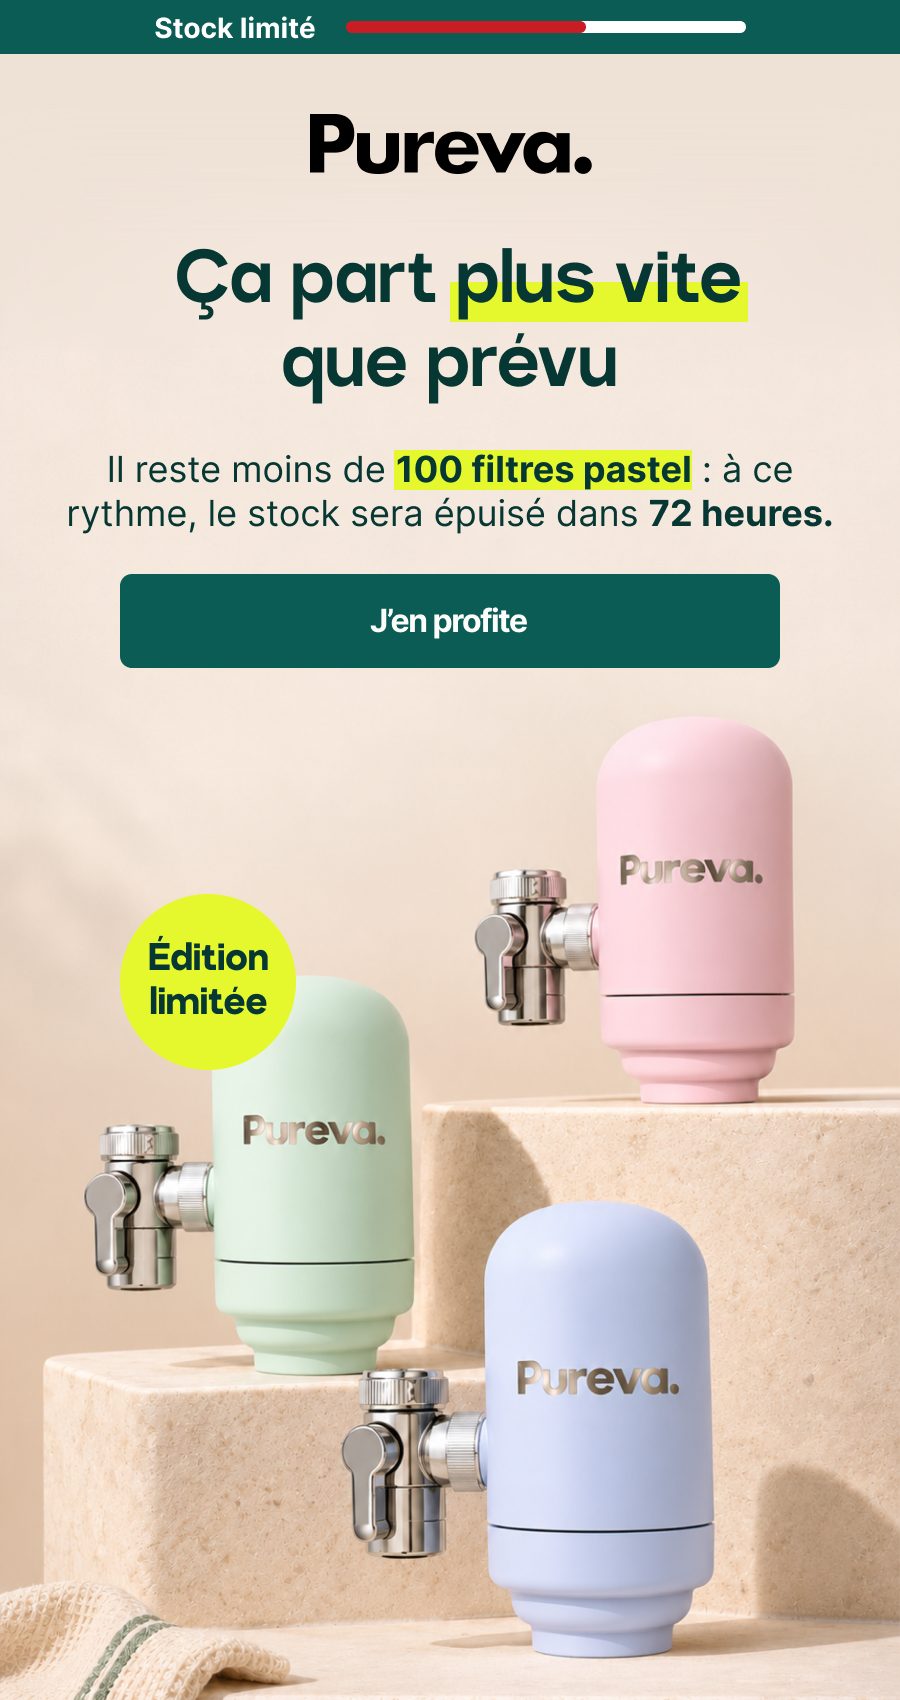 Stock limité
Pureva.
Ça part plus vite
que prévu
Il reste moins de 100 filtres pastel : à ce
rythme, le stock sera épuisé dans 72 heures.
J’en profite
Pureva.
Édition
limitée
Pureva.
Pureva.